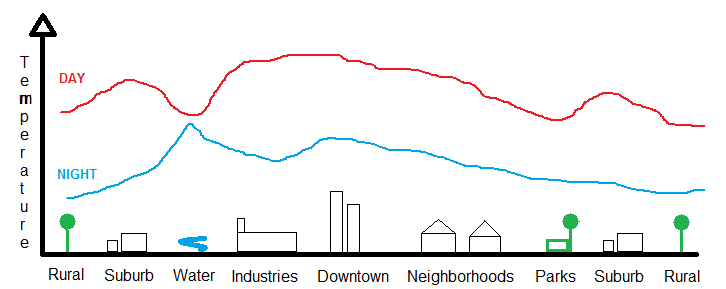 Temperature
DAY
NIGHT
Rural Suburb Water Industries Downtown Neighborhoods Parks Suburb Rural